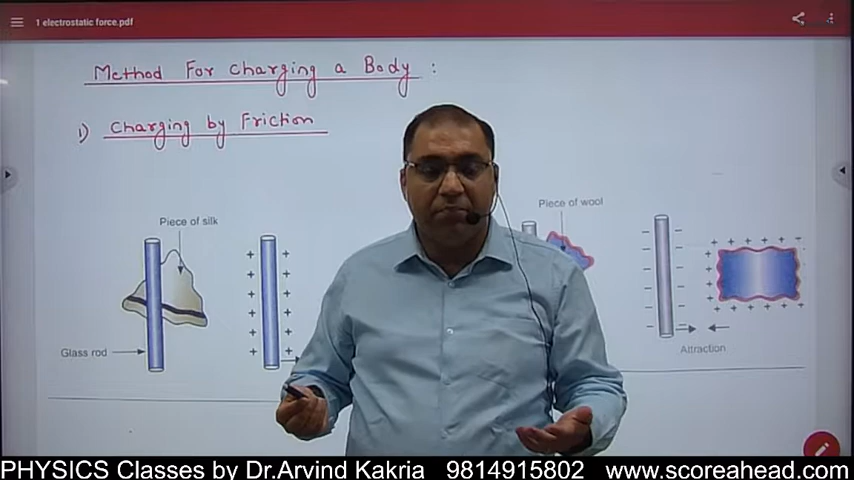 1 electrostatic force.pdf
Method For charging a Body :
i) charging by Friction
Piece of silk
Piece of wool
Glass rod
Attraction
PHYSICS Classes by Dr.Arvind Kakria 9814915802 www.scoreahead.com